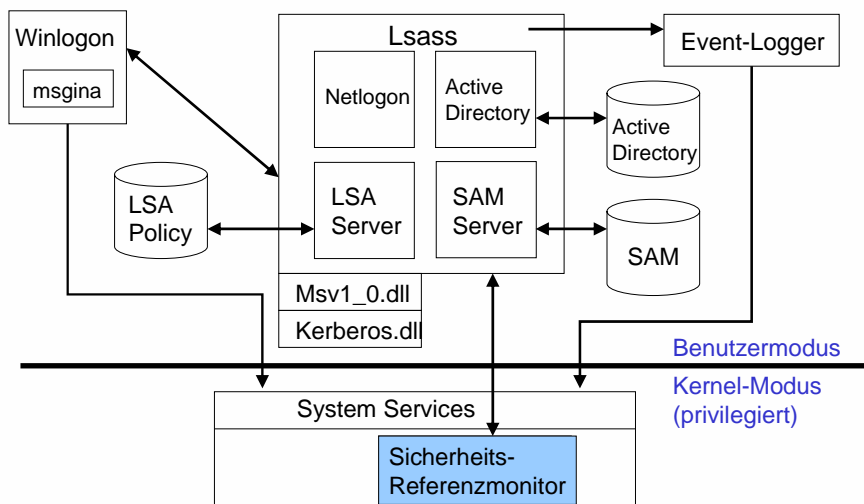 Winlogon
msgina
Lsass
Event-Logger
Netlogon
Active
Directory
Active
Directory
LSA
Policy
LSA
Server
SAM
Server
SAM
Msv1_0.dll
Kerberos.dll
Benutzermodus
Kernel-Modus
(privilegiert)
System Services
Sicherheits-
Referenzmonitor